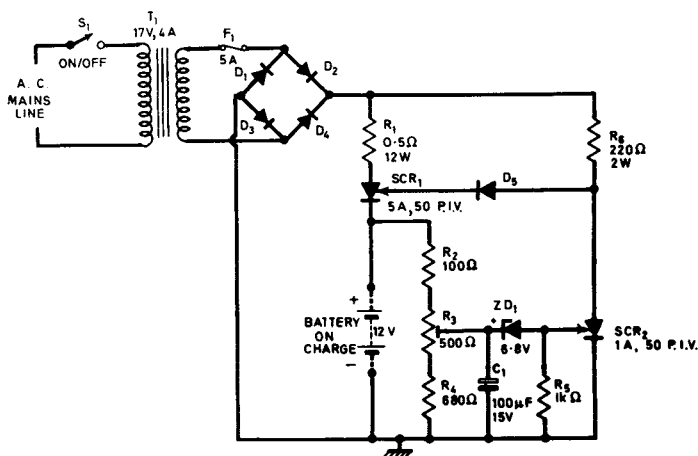 S1
ON/OFF
A. C.
MAINS
LINE
T1
17V, 4A
F1
5A
D1
D2
D3
D4
R1
0·5Ω
12W
SCR1
5A, 50 P.I.V.
D5
R6
220Ω
2W
R2
100Ω
+
BATTERY
ON
CHARGE
12V
−
R3
500Ω
R4
680Ω
+
C1
100µF
15V
ZD1
6·8V
R5
1kΩ
SCR2
1A, 50 P.I.V.